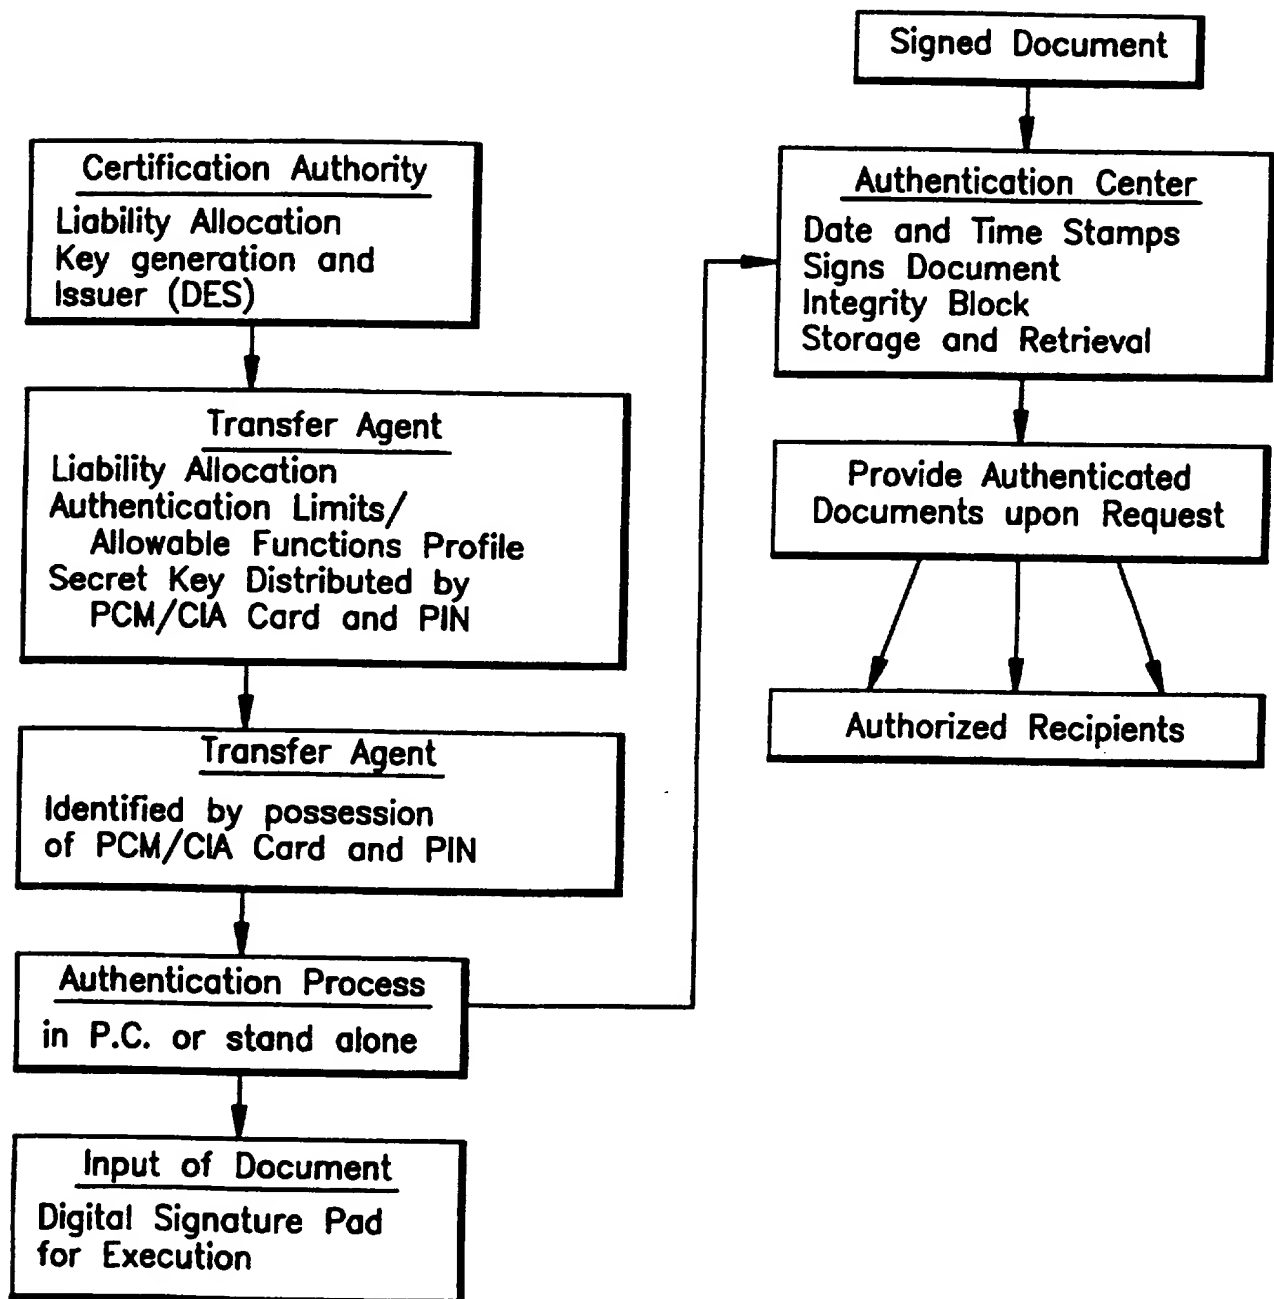 Certification Authority
Liability Allocation
Key generation and
Issuer (DES)
Transfer Agent
Liability Allocation
Authentication Limits/
Allowable Functions Profile
Secret Key Distributed by
PCM/CIA Card and PIN
Transfer Agent
Identified by possession
of PCM/CIA Card and PIN
Authentication Process
in P.C. or stand alone
Input of Document
Digital Signature Pad
for Execution
Signed Document
Authentication Center
Date and Time Stamps
Signs Document
Integrity Block
Storage and Retrieval
Provide Authenticated
Documents upon Request
Authorized Recipients